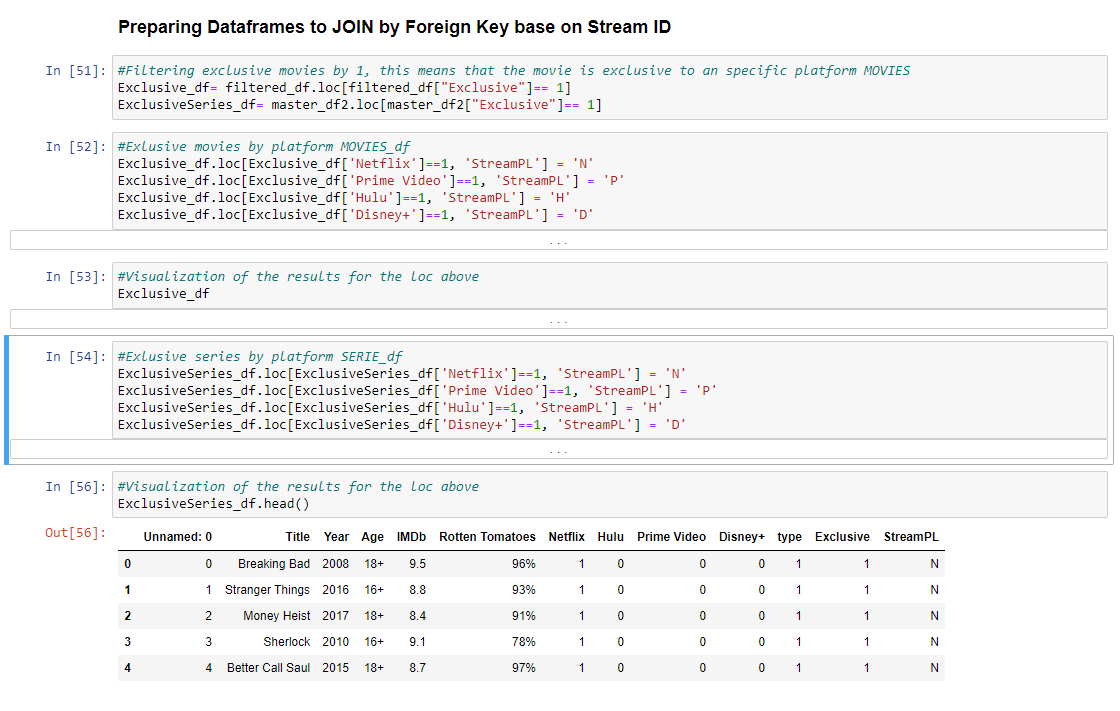 Preparing Dataframes to JOIN by Foreign Key base on Stream ID
In [51]: #Filtering exclusive movies by 1, this means that the movie is exclusive to an specific platform MOVIES
Exclusive_df= filtered_df.loc[filtered_df["Exclusive"]== 1]
ExclusiveSeries_df= master_df2.loc[master_df2["Exclusive"]== 1]
In [52]: #Exlusive movies by platform MOVIES_df
Exclusive_df.loc[Exclusive_df['Netflix']==1, 'StreamPL'] = 'N'
Exclusive_df.loc[Exclusive_df['Prime Video']==1, 'StreamPL'] = 'P'
Exclusive_df.loc[Exclusive_df['Hulu']==1, 'StreamPL'] = 'H'
Exclusive_df.loc[Exclusive_df['Disney+']==1, 'StreamPL'] = 'D'
...
In [53]: #Visualization of the results for the loc above
Exclusive_df
...
In [54]: #Exlusive series by platform SERIE_df
ExclusiveSeries_df.loc[ExclusiveSeries_df['Netflix']==1, 'StreamPL'] = 'N'
ExclusiveSeries_df.loc[ExclusiveSeries_df['Prime Video']==1, 'StreamPL'] = 'P'
ExclusiveSeries_df.loc[ExclusiveSeries_df['Hulu']==1, 'StreamPL'] = 'H'
ExclusiveSeries_df.loc[ExclusiveSeries_df['Disney+']==1, 'StreamPL'] = 'D'
...
In [56]: #Visualization of the results for the loc above
ExclusiveSeries_df.head()
Out[56]: Unnamed: 0 Title Year Age IMDb Rotten Tomatoes Netflix Hulu Prime Video Disney+ type Exclusive StreamPL
0 0 Breaking Bad 2008 18+ 9.5 96% 1 0 0 0 1 1 N
1 1 Stranger Things 2016 16+ 8.8 93% 1 0 0 0 1 1 N
2 2 Money Heist 2017 18+ 8.4 91% 1 0 0 0 1 1 N
3 3 Sherlock 2010 16+ 9.1 78% 1 0 0 0 1 1 N
4 4 Better Call Saul 2015 18+ 8.7 97% 1 0 0 0 1 1 N